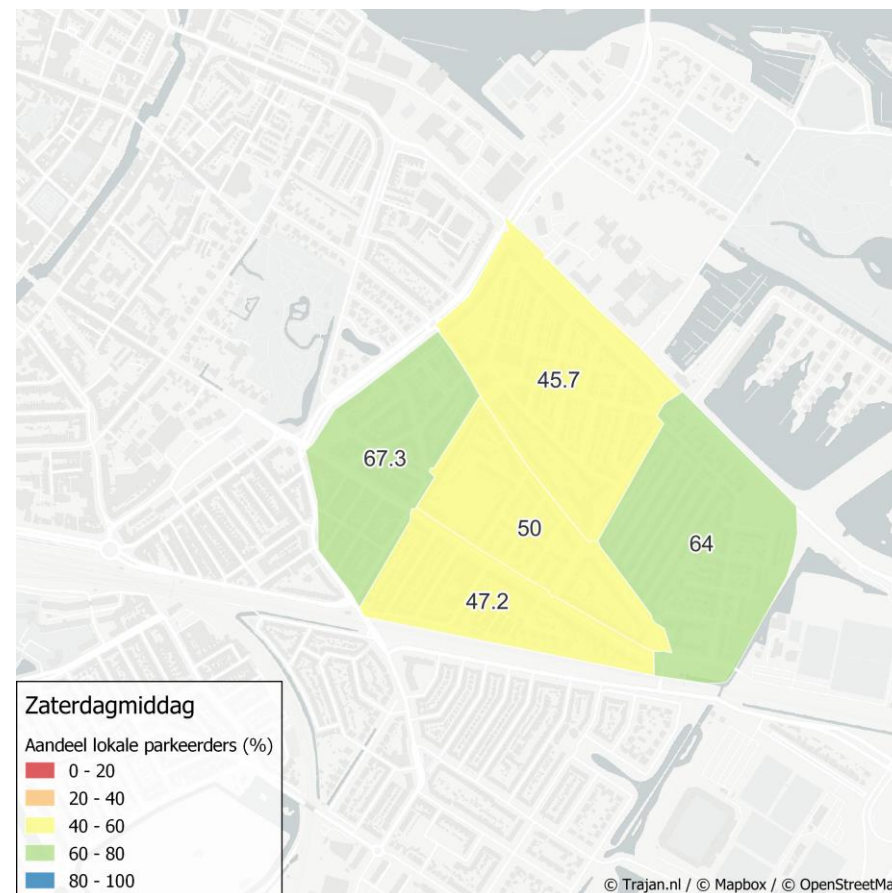 45.7
67.3
50
64
47.2
Zaterdagmiddag
Aandeel lokale parkeerders (%)
0 - 20
20 - 40
40 - 60
60 - 80
80 - 100
© Trajan.nl / © Mapbox / © OpenStreetMa